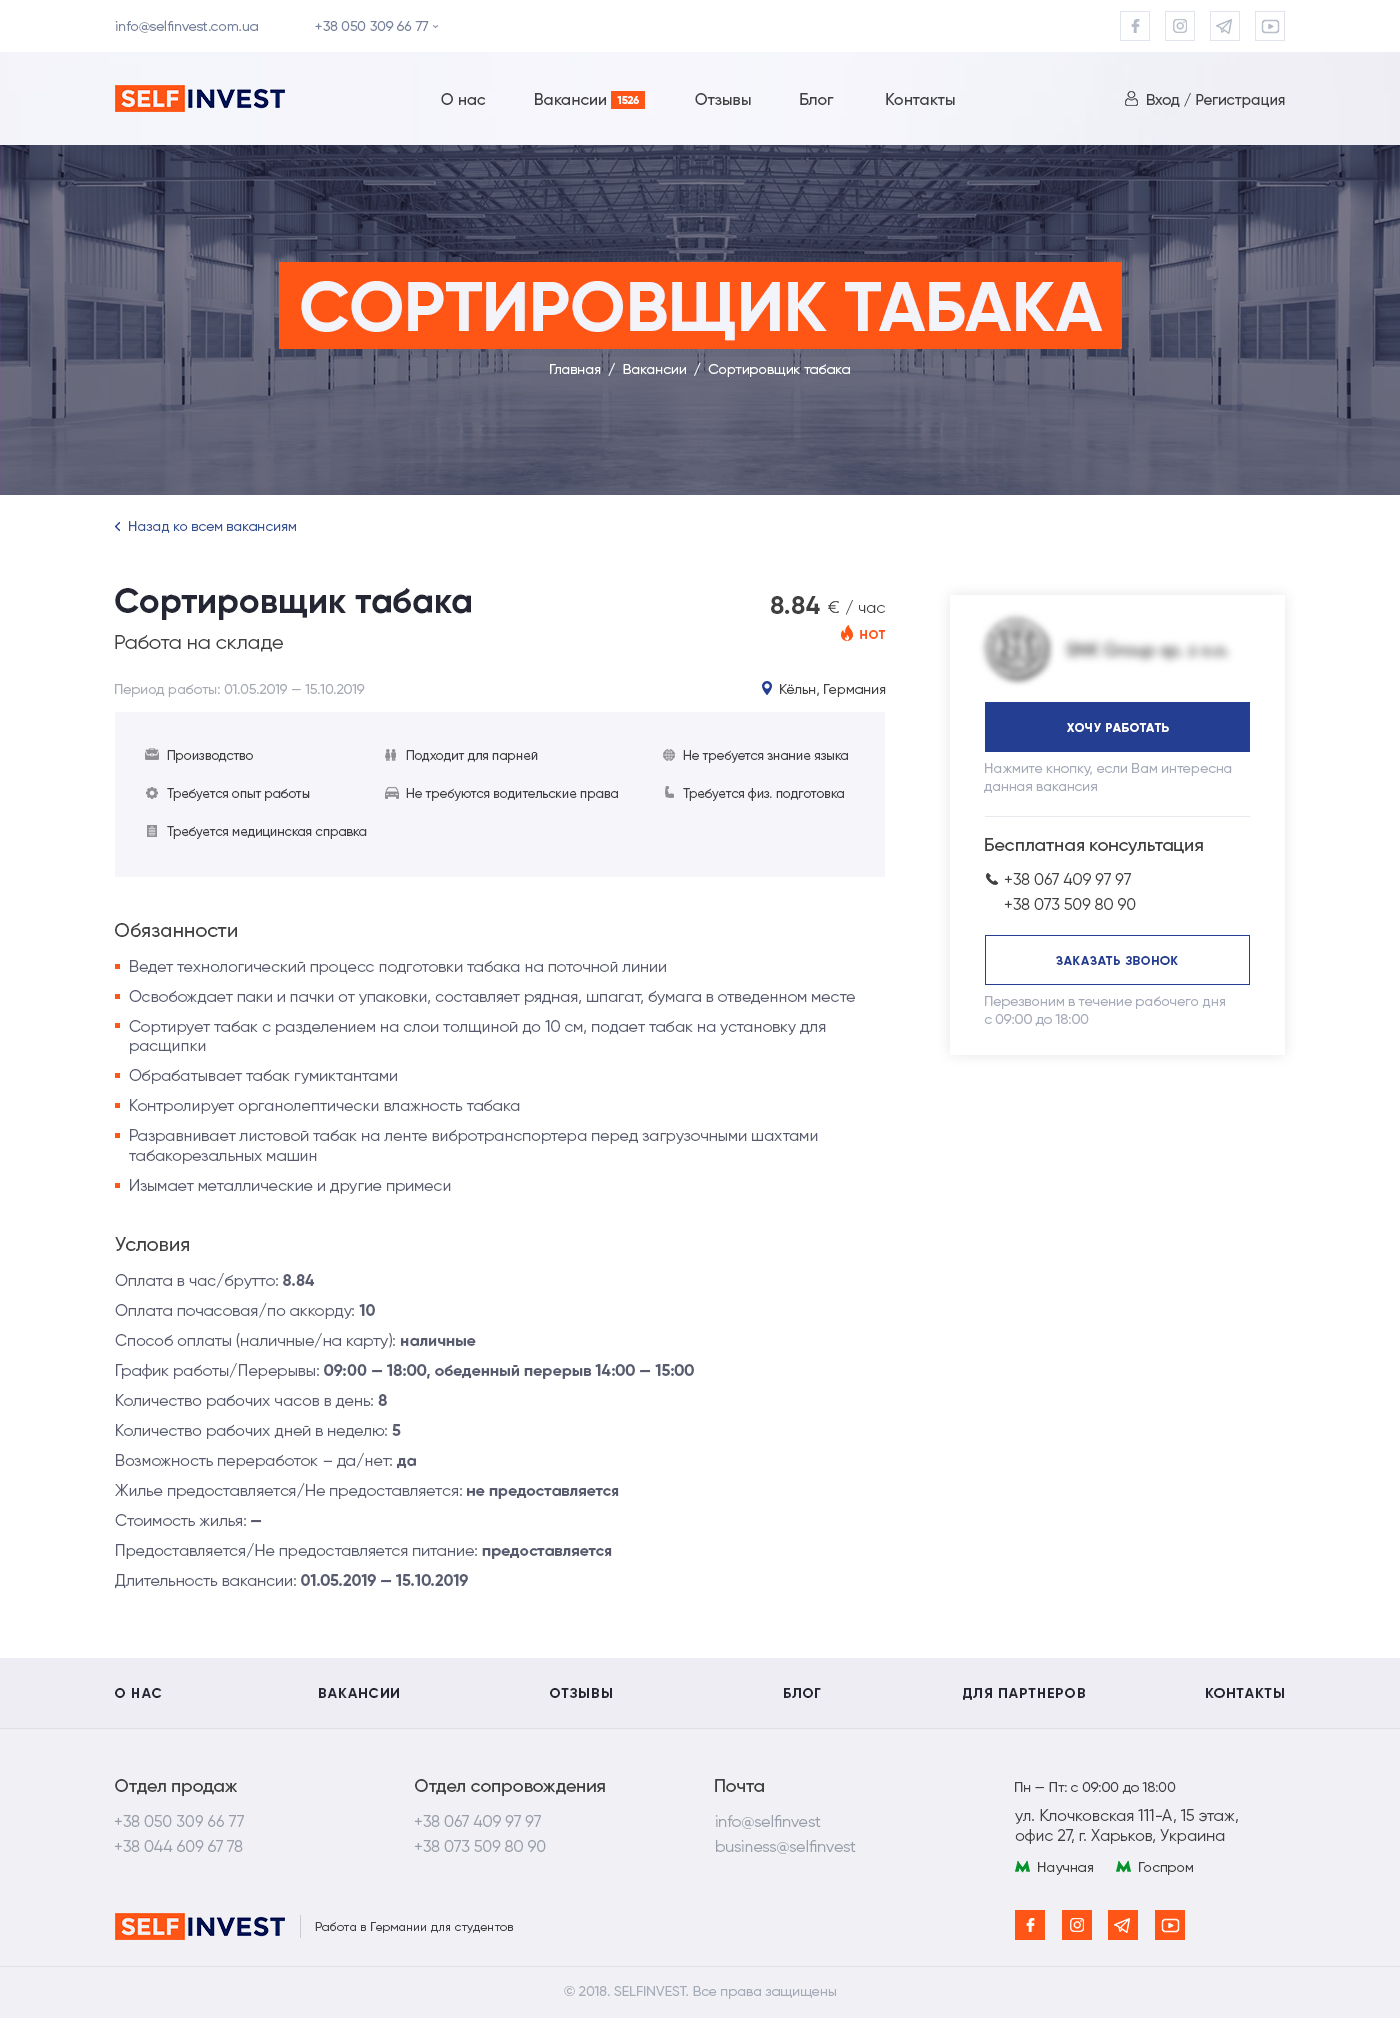 info@selfinvest.com.ua
+38 050 309 66 77
SELFINVEST
О нас
Вакансии 1526
Отзывы
Блог
Контакты
Вход / Регистрация
СОРТИРОВЩИК ТАБАКА
Главная / Вакансии / Сортировщик табака
Назад ко всем вакансиям
Сортировщик табака
8.84 € / час
HOT
Работа на складе
Период работы: 01.05.2019 — 15.10.2019
Кёльн, Германия
Производство
Подходит для парней
Не требуется знание языка
Требуется опыт работы
Не требуются водительские права
Требуется физ. подготовка
Требуется медицинская справка
Обязанности
Ведет технологический процесс подготовки табака на поточной линии
Освобождает паки и пачки от упаковки, составляет рядная, шпагат, бумага в отведенном месте
Сортирует табак с разделением на слои толщиной до 10 см, подает табак на установку для
расщипки
Обрабатывает табак гумиктантами
Контролирует органолептически влажность табака
Разравнивает листовой табак на ленте вибротранспортера перед загрузочными шахтами
табакорезальных машин
Изымает металлические и другие примеси
Условия
Оплата в час/брутто: 8.84
Оплата почасовая/по аккорду: 10
Способ оплаты (наличные/на карту): наличные
График работы/Перерывы: 09:00 — 18:00, обеденный перерыв 14:00 — 15:00
Количество рабочих часов в день: 8
Количество рабочих дней в неделю: 5
Возможность переработок – да/нет: да
Жилье предоставляется/Не предоставляется: не предоставляется
Стоимость жилья: —
Предоставляется/Не предоставляется питание: предоставляется
Длительность вакансии: 01.05.2019 — 15.10.2019
ХОЧУ РАБОТАТЬ
Нажмите кнопку, если Вам интересна
данная вакансия
Бесплатная консультация
+38 067 409 97 97
+38 073 509 80 90
ЗАКАЗАТЬ ЗВОНОК
Перезвоним в течение рабочего дня
с 09:00 до 18:00
О НАС
ВАКАНСИИ
ОТЗЫВЫ
БЛОГ
ДЛЯ ПАРТНЕРОВ
КОНТАКТЫ
Отдел продаж
+38 050 309 66 77
+38 044 609 67 78
Отдел сопровождения
+38 067 409 97 97
+38 073 509 80 90
Почта
info@selfinvest
business@selfinvest
Пн — Пт: с 09:00 до 18:00
ул. Клочковская 111-А, 15 этаж,
офис 27, г. Харьков, Украина
Научная
Госпром
SELFINVEST
Работа в Германии для студентов
© 2018. SELFINVEST. Все права защищены